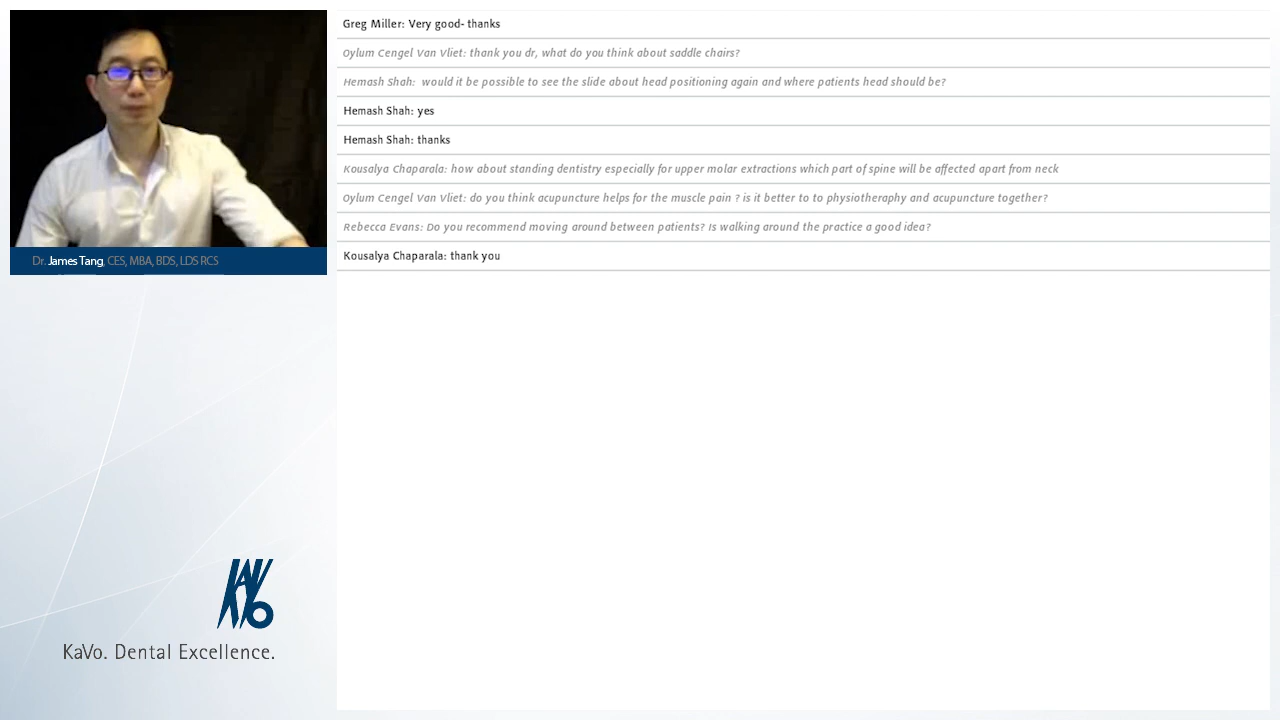 Dr. James Tang, CES, MBA, BDS, LDS RCS
Greg Miller: Very good- thanks
Oylum Cengel Van Vliet: thank you dr, what do you think about saddle chairs?
Hemash Shah:  would it be possible to see the slide about head positioning again and where patients head should be?
Hemash Shah: yes
Hemash Shah: thanks
Kousalya Chaparala: how about standing dentistry especially for upper molar extractions which part of spine will be affected apart from neck
Oylum Cengel Van Vliet: do you think acupuncture helps for the muscle pain ? is it better to to physiotheraphy and acupuncture together?
Rebecca Evans: Do you recommend moving around between patients? Is walking around the practice a good idea?
Kousalya Chaparala: thank you
KaVo
KaVo. Dental Excellence.